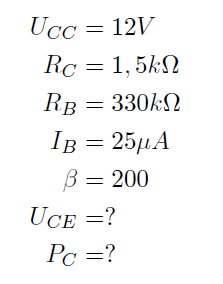 U_CC = 12V
R_C = 1, 5kΩ
R_B = 330kΩ
I_B = 25μA
β = 200
U_CE =?
P_C =?